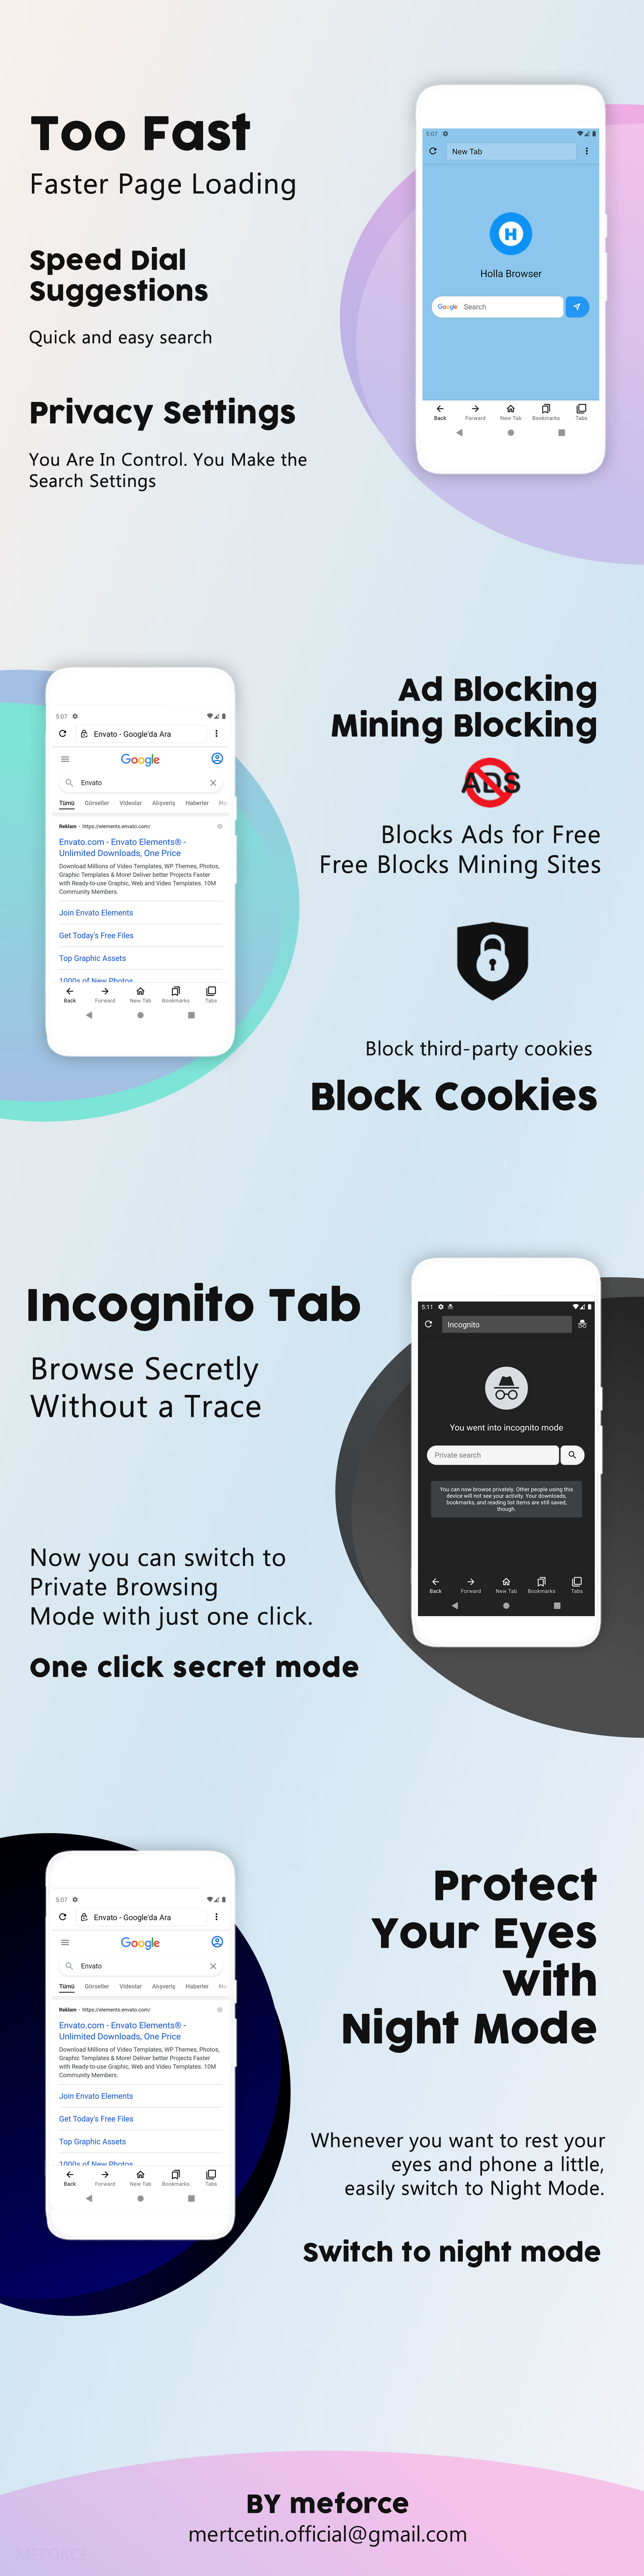 Too Fast
Faster Page Loading
Speed Dial
Suggestions
Quick and easy search
Privacy Settings
You Are In Control. You Make the
Search Settings
5:07
New Tab
H
Holla Browser
Google Search
Back Forward New Tab Bookmarks Tabs
5:07
Envato - Google'da Ara
Google
Envato
Tümü Görseller Videolar Alışveriş Haberler Ha
Reklam · https://elements.envato.com/
Envato.com - Envato Elements® -
Unlimited Downloads, One Price
Download Millions of Video Templates, WP Themes, Photos,
Graphic Templates & More! Deliver better Projects Faster
with Ready-to-use Graphic, Web and Video Templates. 10M
Community Members.
Join Envato Elements
Get Today's Free Files
Top Graphic Assets
1000s of New Photos
Back Forward New Tab Bookmarks Tabs
Ad Blocking
Mining Blocking
ADS
Blocks Ads for Free
Free Blocks Mining Sites
Block third-party cookies
Block Cookies
Incognito Tab
Browse Secretly
Without a Trace
Now you can switch to
Private Browsing
Mode with just one click.
One click secret mode
5:11
Incognito
You went into incognito mode
Private search
You can now browse privately. Other people using this
device will not see your activity. Your downloads,
bookmarks, and reading list items are still saved,
though.
Back Forward New Tab Bookmarks Tabs
5:07
Envato - Google'da Ara
Google
Envato
Tümü Görseller Videolar Alışveriş Haberler Ha
Reklam · https://elements.envato.com/
Envato.com - Envato Elements® -
Unlimited Downloads, One Price
Download Millions of Video Templates, WP Themes, Photos,
Graphic Templates & More! Deliver better Projects Faster
with Ready-to-use Graphic, Web and Video Templates. 10M
Community Members.
Join Envato Elements
Get Today's Free Files
Top Graphic Assets
1000s of New Photos
Back Forward New Tab Bookmarks Tabs
Protect
Your Eyes
with
Night Mode
Whenever you want to rest your
eyes and phone a little,
easily switch to Night Mode.
Switch to night mode
BY meforce
mertcetin.official@gmail.com
MEFORCE